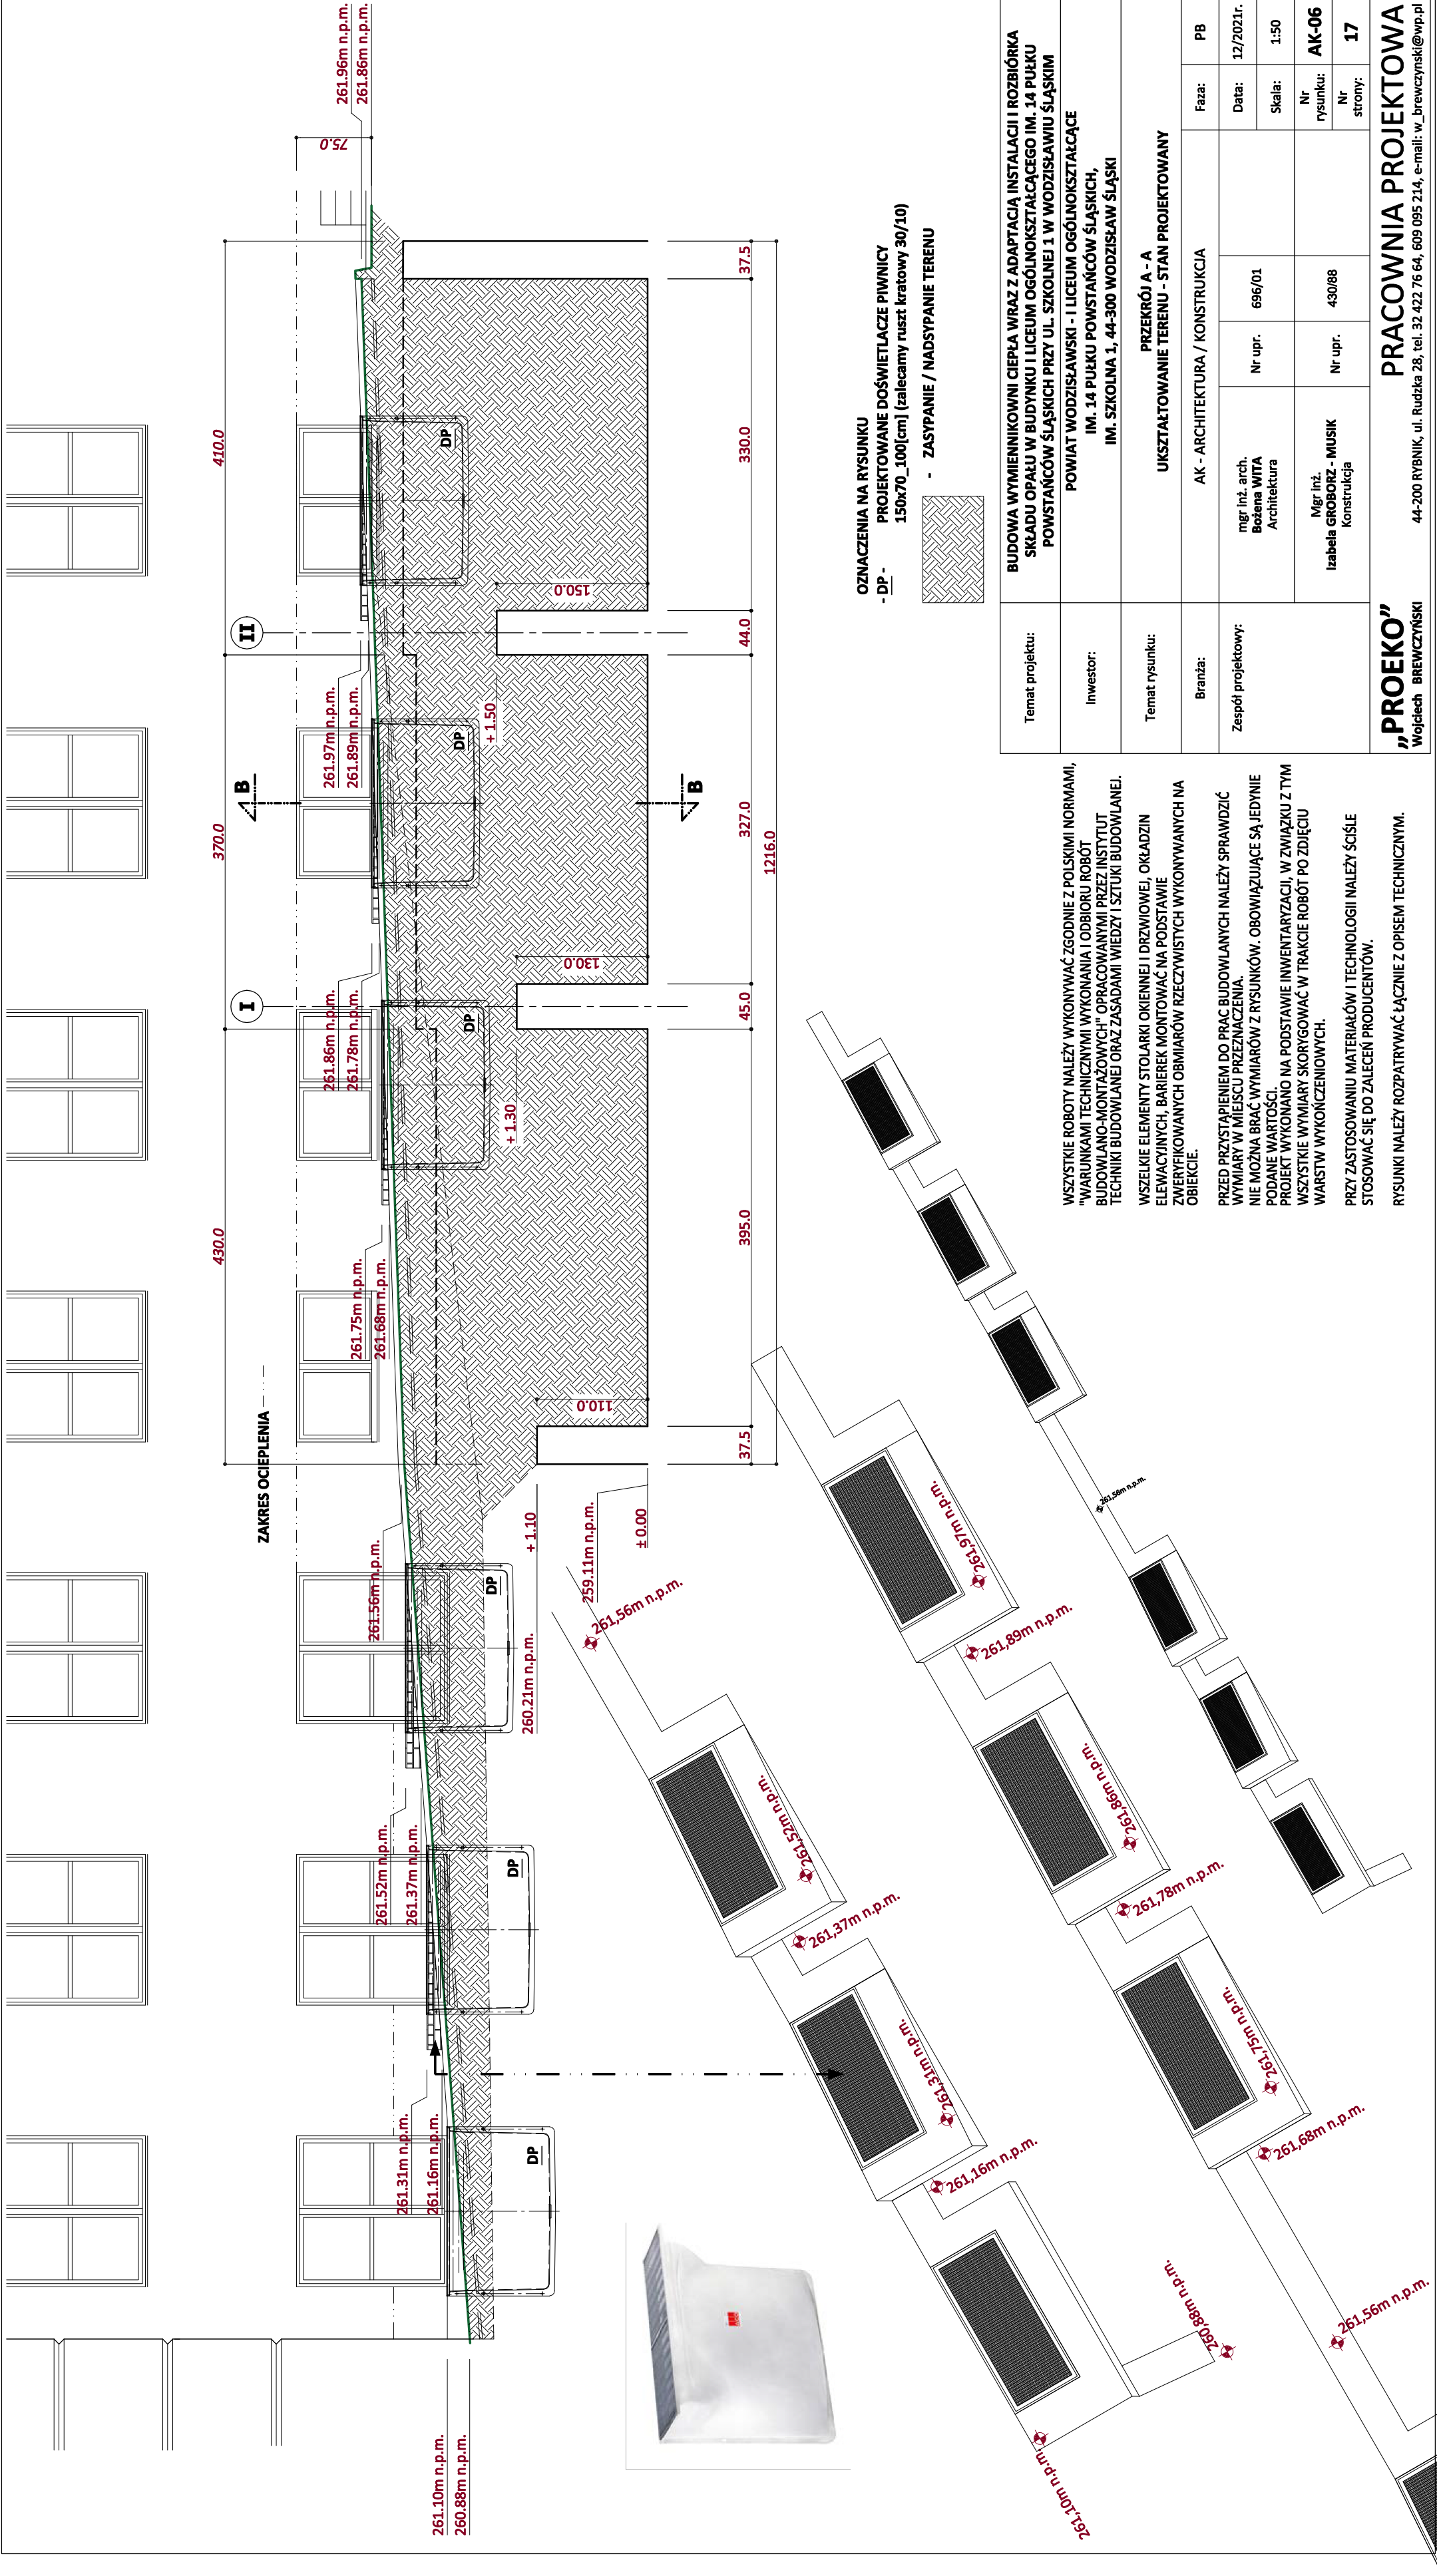 261.10m n.p.m.
260.88m n.p.m.
261.31m n.p.m.
261.16m n.p.m.
261.52m n.p.m.
261.37m n.p.m.
261.56m n.p.m.
ZAKRES OCIEPLENIA
261.75m n.p.m.
261.68m n.p.m.
261.86m n.p.m.
261.78m n.p.m.
261.97m n.p.m.
261.89m n.p.m.
261.96m n.p.m.
261.86m n.p.m.
75.0
430.0
370.0
410.0
I
II
B
B
DP
DP
DP
DP
DP
DP
110.0
130.0
150.0
+ 1.10
+ 1.30
+ 1.50
260.21m n.p.m.
259.11m n.p.m.
± 0.00
37.5
395.0
45.0
327.0
44.0
330.0
37.5
1216.0
OZNACZENIA NA RYSUNKU
- DP - PROJEKTOWANE DOŚWIETLACZE PIWNICY
150x70_100[cm] (zalecamy ruszt kratowy 30/10)
- ZASYPANIE / NADSYPANIE TERENU
261,10m n.p.m.
260,88m n.p.m.
261,16m n.p.m.
261,31m n.p.m.
261,37m n.p.m.
261,52m n.p.m.
261,56m n.p.m.
261,56m n.p.m.
261,68m n.p.m.
261,75m n.p.m.
261,78m n.p.m.
261,86m n.p.m.
261,89m n.p.m.
261,97m n.p.m.
261,56m n.p.m.
WSZYSTKIE ROBOTY NALEŻY WYKONYWAĆ ZGODNIE Z POLSKIMI NORMAMI,
"WARUNKAMI TECHNICZNYMI WYKONANIA I ODBIORU ROBÓT
BUDOWLANO-MONTAŻOWYCH" OPRACOWANYMI PRZEZ INSTYTUT
TECHNIKI BUDOWLANEJ ORAZ ZASADAMI WIEDZY I SZTUKI BUDOWLANEJ.
WSZELKIE ELEMENTY STOLARKI OKIENNEJ I DRZWIOWEJ, OKŁADZIN
ELEWACYJNYCH, BARIEREK MONTOWAĆ NA PODSTAWIE
ZWERYFIKOWANYCH OBMIARÓW RZECZYWISTYCH WYKONYWANYCH NA
OBIEKCIE.
PRZED PRZYSTĄPIENIEM DO PRAC BUDOWLANYCH NALEŻY SPRAWDZIĆ
WYMIARY W MIEJSCU PRZEZNACZENIA.
NIE MOŻNA BRAĆ WYMIARÓW Z RYSUNKÓW. OBOWIĄZUJĄCE SĄ JEDYNIE
PODANE WARTOŚCI.
PROJEKT WYKONANO NA PODSTAWIE INWENTARYZACJI, W ZWIĄZKU Z TYM
WSZYSTKIE WYMIARY SKORYGOWAĆ W TRAKCIE ROBÓT PO ZDJĘCIU
WARSTW WYKOŃCZENIOWYCH.
PRZY ZASTOSOWANIU MATERIAŁÓW I TECHNOLOGII NALEŻY ŚCIŚLE
STOSOWAĆ SIĘ DO ZALECEŃ PRODUCENTÓW.
RYSUNKI NALEŻY ROZPATRYWAĆ ŁĄCZNIE Z OPISEM TECHNICZNYM.
Temat projektu:
BUDOWA WYMIENNIKOWNI CIEPŁA WRAZ Z ADAPTACJĄ INSTALACJI I ROZBIÓRKA
SKŁADU OPAŁU W BUDYNKU I LICEUM OGÓLNOKSZTAŁCĄCEGO IM. 14 PUŁKU
POWSTAŃCÓW ŚLĄSKICH PRZY UL. SZKOLNEJ 1 W WODZISŁAWIU ŚLĄSKIM
Inwestor:
POWIAT WODZISŁAWSKI - I LICEUM OGÓLNOKSZTAŁCĄCE
IM. 14 PUŁKU POWSTAŃCÓW ŚLĄSKICH,
IM. SZKOLNA 1, 44-300 WODZISŁAW ŚLĄSKI
Temat rysunku:
PRZEKRÓJ A - A
UKSZTAŁTOWANIE TERENU - STAN PROJEKTOWANY
Branża:
AK - ARCHITEKTURA / KONSTRUKCJA
Faza:
PB
Zespół projektowy:
mgr inż. arch.
Bożena WITA
Architektura
Nr upr.
696/01
Data:
12/2021r.
Skala:
1:50
Mgr inż.
Izabela GROBORZ - MUSIK
Konstrukcja
Nr upr.
430/88
Nr
rysunku:
AK-06
Nr
strony:
17
„PROEKO”
Wojciech BREWCZYŃSKI
PRACOWNIA PROJEKTOWA
44-200 RYBNIK, ul. Rudzka 28, tel. 32 422 76 64, 609 095 214, e-mail: w_brewczynski@wp.pl